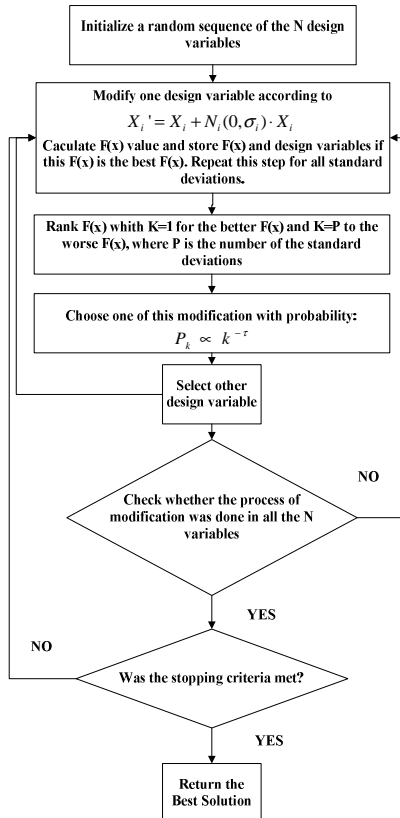 Initialize a random sequence of the N design
variables
Modify one design variable according to
X_i' = X_i + N_i(0,σ_i)·X_i
Caculate F(x) value and store F(x) and design variables if
this F(x) is the best F(x). Repeat this step for all standard
deviations.
Rank F(x) whith K=1 for the better F(x) and K=P to the
worse F(x), where P is the number of the standard
deviations
Choose one of this modification with probability:
P_k ∝ k^{-τ}
Select other
design variable
NO
Check whether the process of
modification was done in all the N
variables
YES
NO
Was the stopping criteria met?
YES
Return the
Best Solution